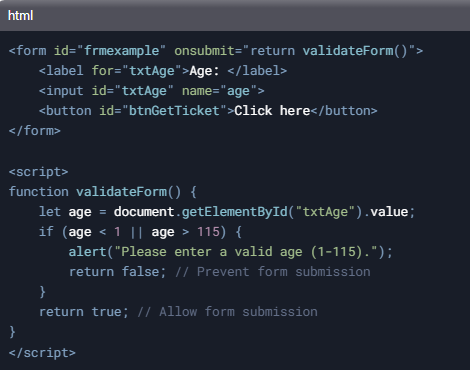 html
<form id="frmexample" onsubmit="return validateForm()">
    <label for="txtAge">Age: </label>
    <input id="txtAge" name="age">
    <button id="btnGetTicket">Click here</button>
</form>

<script>
function validateForm() {
    let age = document.getElementById("txtAge").value;
    if (age < 1 || age > 115) {
        alert("Please enter a valid age (1-115).");
        return false; // Prevent form submission
    }
    return true; // Allow form submission
}
</script>